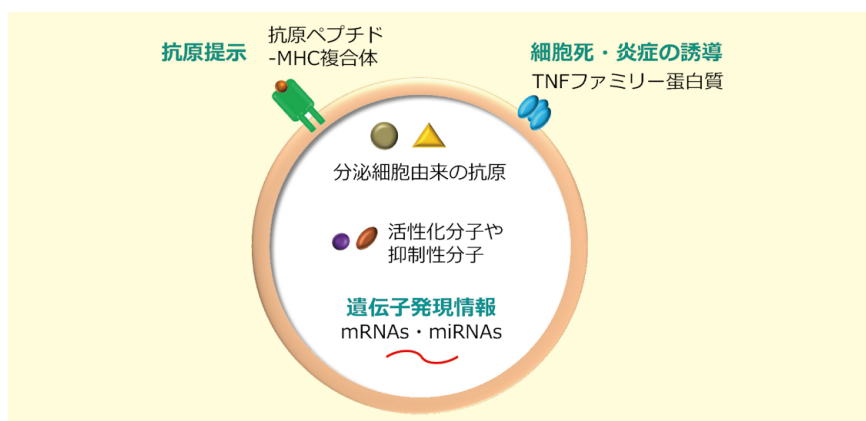 抗原提示
抗原ペプチド
-MHC複合体
細胞死・炎症の誘導
TNFファミリー蛋白質
分泌細胞由来の抗原
活性化分子や
抑制性分子
遺伝子発現情報
mRNAs・miRNAs